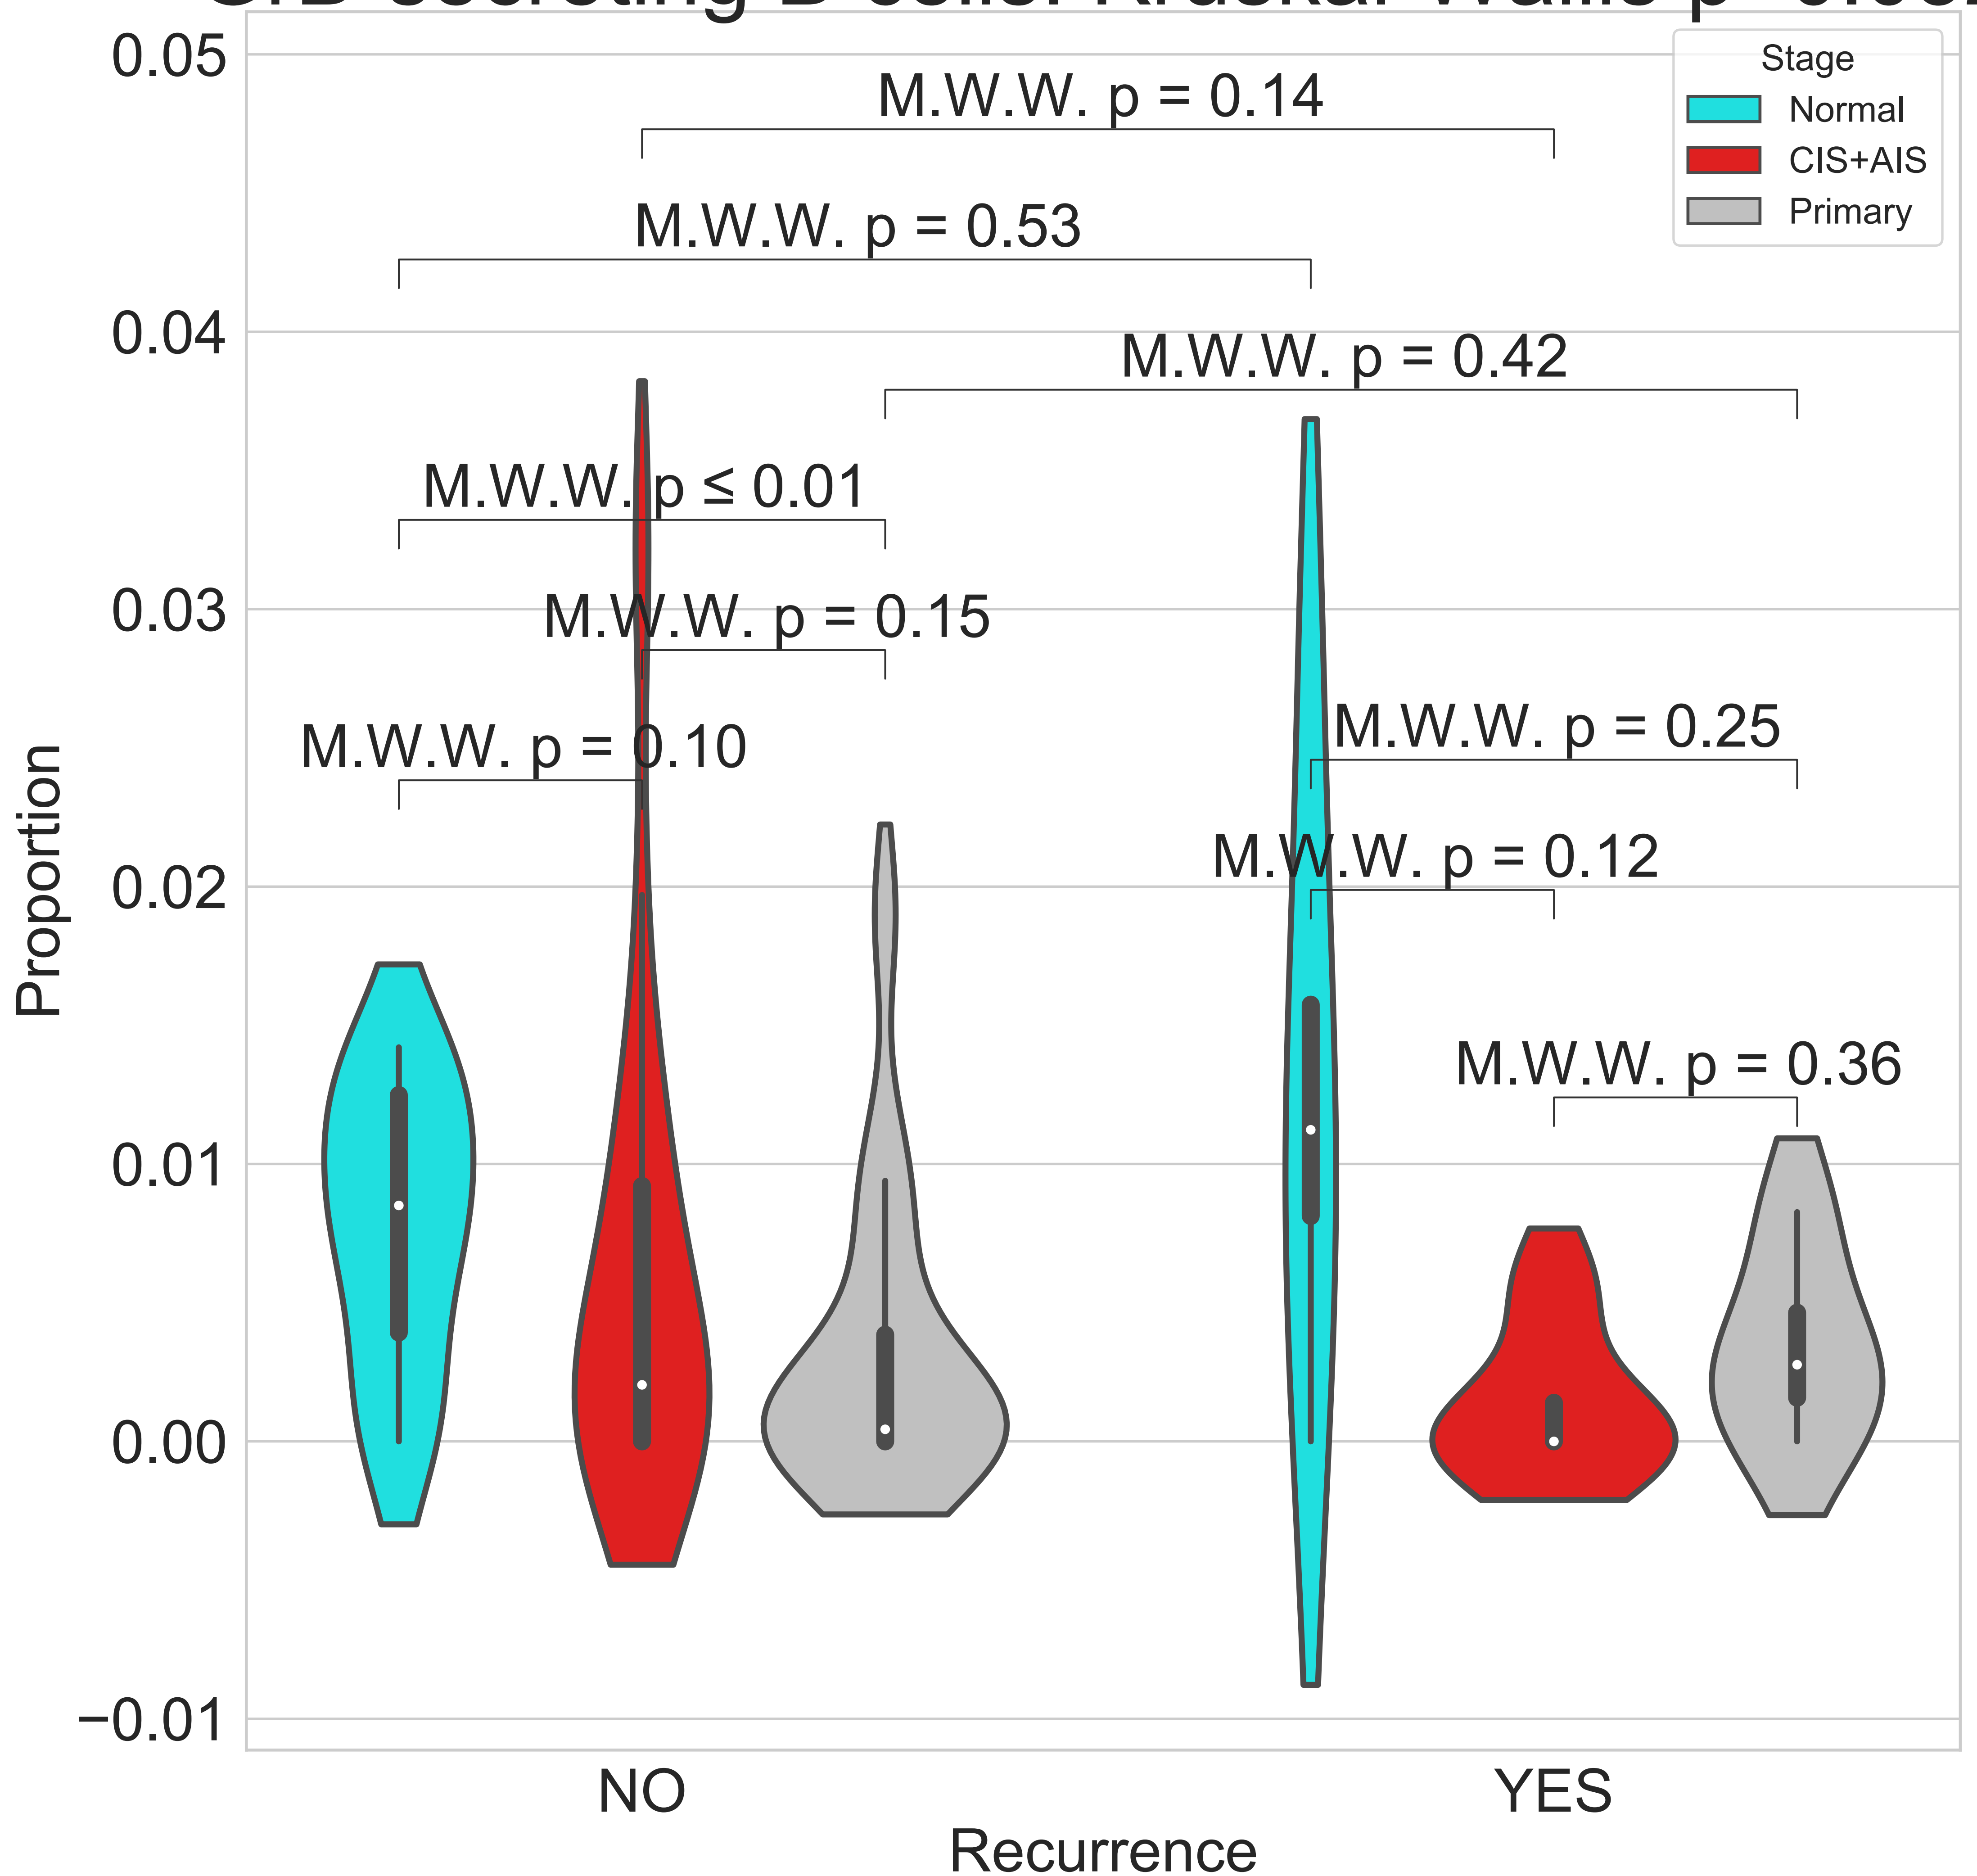 0.05
0.04
0.03
0.02
0.01
0.00
−0.01
Proportion
Stage
Normal
CIS+AIS
Primary
M.W.W. p = 0.14
M.W.W. p = 0.53
M.W.W. p = 0.42
M.W.W. p ≤ 0.01
M.W.W. p = 0.15
M.W.W. p = 0.10
M.W.W. p = 0.25
M.W.W. p = 0.12
M.W.W. p = 0.36
NO
YES
Recurrence